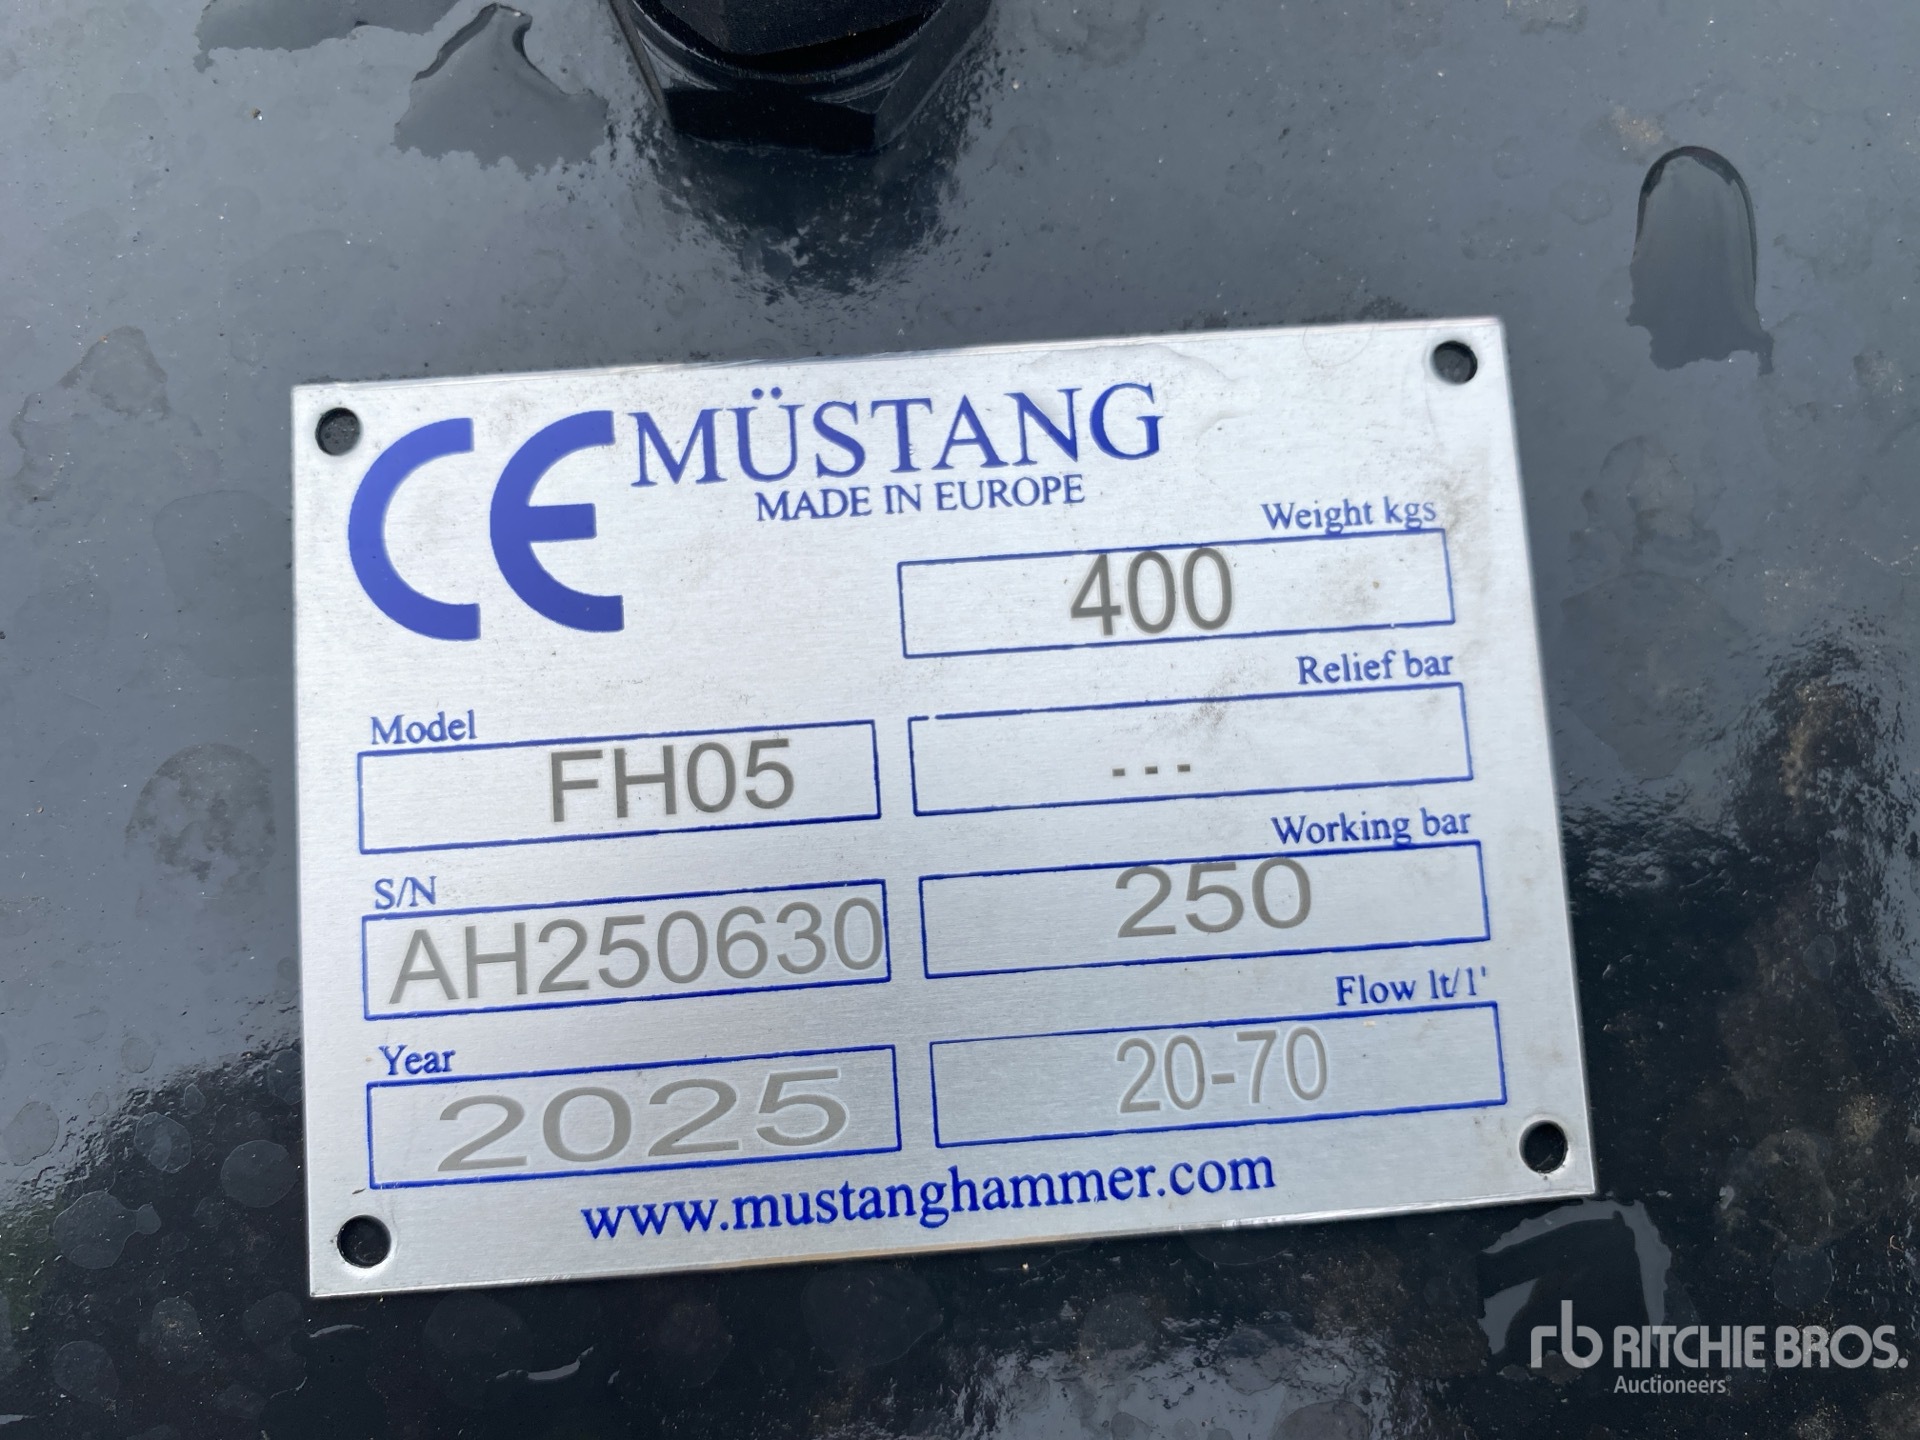 CE MÜSTANG
MADE IN EUROPE
Weight kgs
400
Relief bar
---
Model
FH05
Working bar
250
S/N
AH250630
Flow lt/1'
20-70
Year
2025
www.mustanghammer.com
rb RITCHIE BROS.
Auctioneers